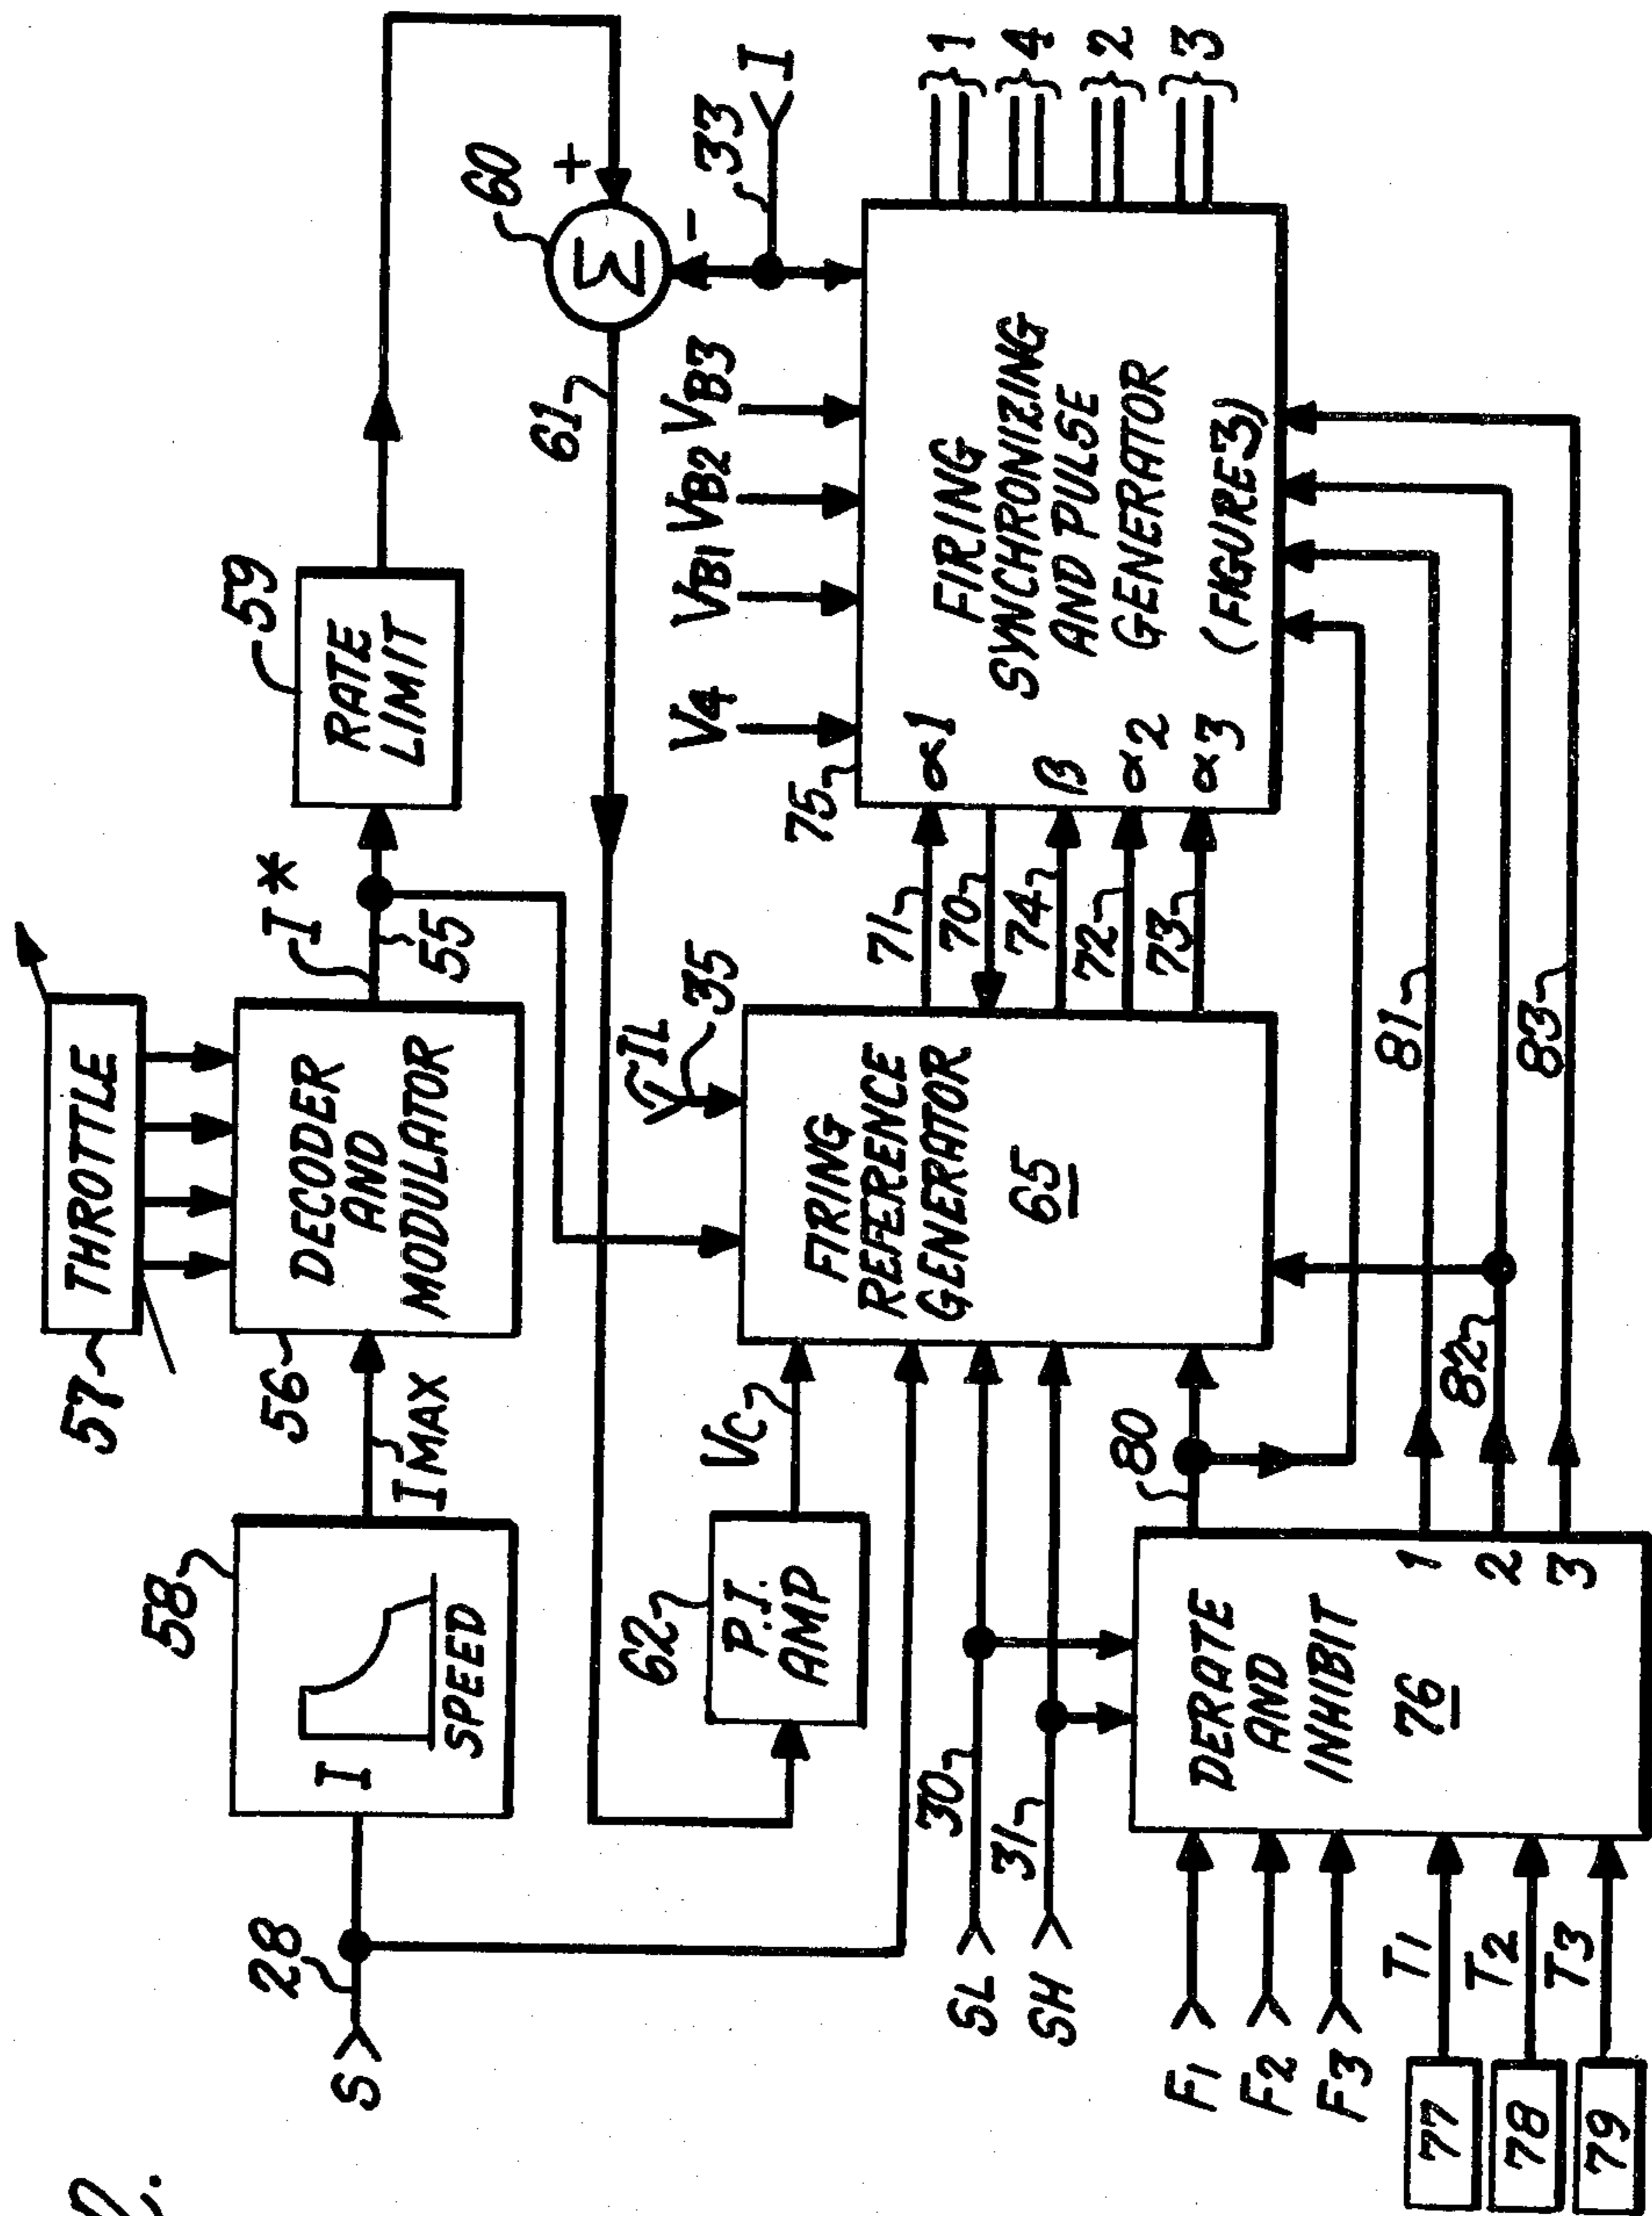 57
THROTTLE
58
I
SPEED
I MAX
56
DECODER
AND
MODULATOR
I*
55
59
RATE
LIMIT
60
+
Σ
-
33
I
61
S
28
62
P.I.
AMP
VC
IL
35
FIRING
REFERENCE
GENERATOR
65
V4
VB1
VB2
VB3
75
71
70
74
72
73
α1
β
α2
α3
FIRING
SYNCHRONIZING
AND PULSE
GENERATOR
(FIGURE 3)
1
4
2
3
SL
30
SH
31
80
F1
F2
F3
77
T1
78
T2
79
T3
DERATE
AND
INHIBIT
76
1
2
3
82
81
83